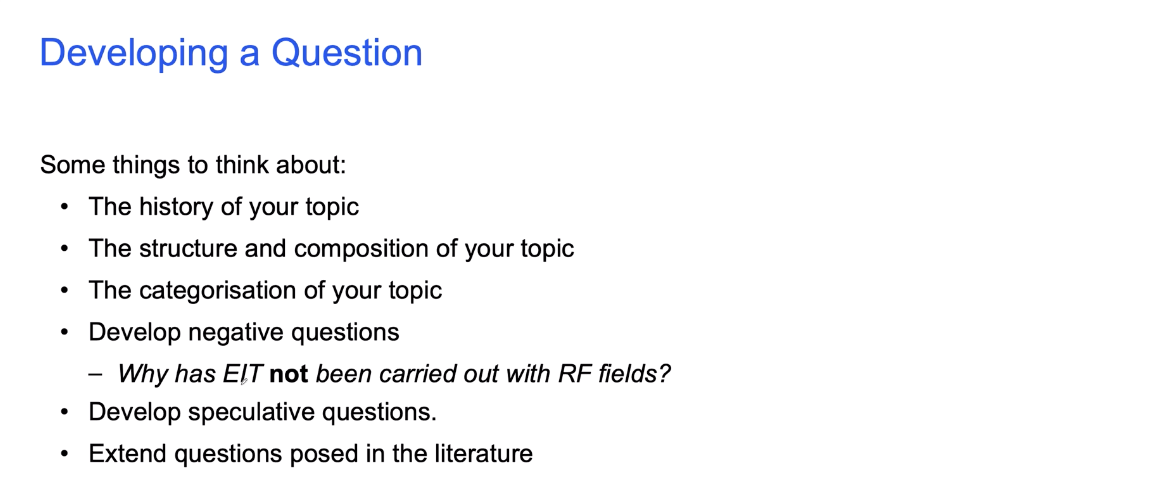 Developing a Question
Some things to think about:
• The history of your topic
• The structure and composition of your topic
• The categorisation of your topic
• Develop negative questions
– Why has EIT not been carried out with RF fields?
• Develop speculative questions.
• Extend questions posed in the literature